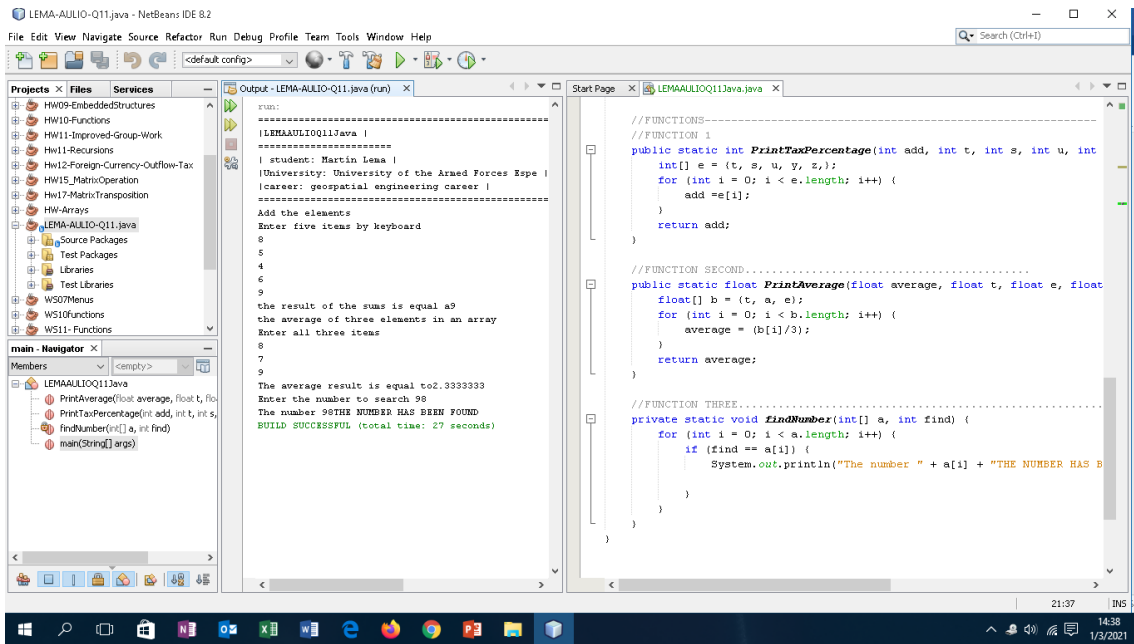 LEMA-AULIO-Q11.java - NetBeans IDE 8.2
File Edit View Navigate Source Refactor Run Debug Profile Team Tools Window Help
Search (Ctrl+I)
<default config>
Projects Files Services
HW09-EmbeddedStructures
HW10-Functions
HW11-Improved-Group-Work
Hw11-Recursions
Hw12-Foreign-Currency-Outflow-Tax
HW15_MatrixOperation
Hw17-MatrixTransposition
HW-Arrays
LEMA-AULIO-Q11.java
Source Packages
Test Packages
Libraries
Test Libraries
WS07Menus
WS10functions
WS11- Functions
main - Navigator
Members <empty>
LEMAAULIOQ11Java
PrintAverage(float average, float t, flo
PrintTaxPercentage(int add, int t, int s,
findNumber(int[] a, int find)
main(String[] args)
Output - LEMA-AULIO-Q11.java (run)
run:
==================================================
|LEMAAULIOQ11Java |
=======================
| student: Martin Lema |
|University: University of the Armed Forces Espe |
|career: geospatial engineering career |
==================================================
Add the elements
Enter five items by keyboard
8
5
4
6
9
the result of the sums is equal a9
the average of three elements in an array
Enter all three items
8
7
9
The average result is equal to2.3333333
Enter the number to search 98
The number 98THE NUMBER HAS BEEN FOUND
BUILD SUCCESSFUL (total time: 27 seconds)
Start Page LEMAAULIOQ11Java.java
//FUNCTIONS-----------------------------------------------------------
//FUNCTION 1
public static int PrintTaxPercentage(int add, int t, int s, int u, int
int[] e = {t, s, u, y, z,};
for (int i = 0; i < e.length; i++) {
add =e[i];
}
return add;
}
//FUNCTION SECOND...........................................
public static float PrintAverage(float average, float t, float e, float
float[] b = {t, a, e};
for (int i = 0; i < b.length; i++) {
average = (b[i]/3);
}
return average;
}
//FUNCTION THREE.......................................................
private static void findNumber(int[] a, int find) {
for (int i = 0; i < a.length; i++) {
if (find == a[i]) {
System.out.println("The number " + a[i] + "THE NUMBER HAS B
}
}
}
}
21:37 INS
14:38
1/3/2021